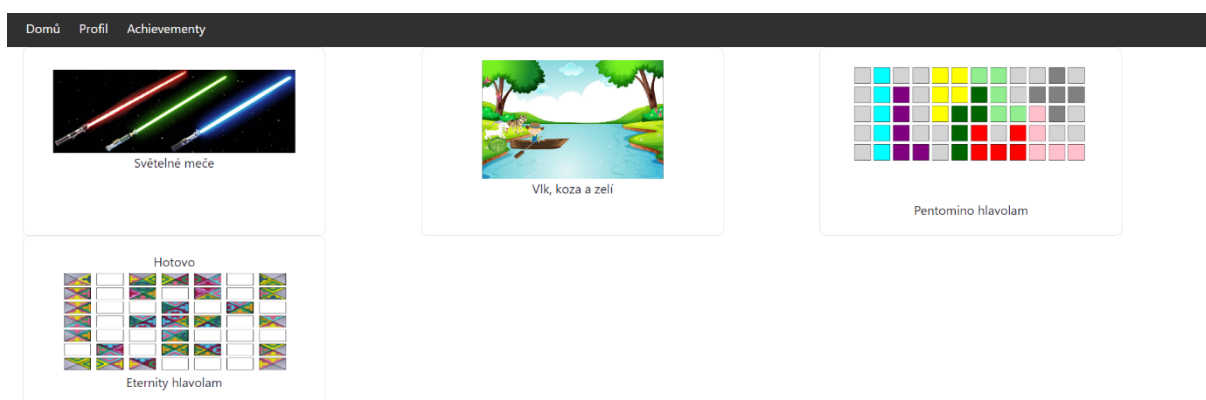 Domů Profil Achievementy
Světelné meče
Vlk, koza a zelí
Pentomino hlavolam
Hotovo
Eternity hlavolam